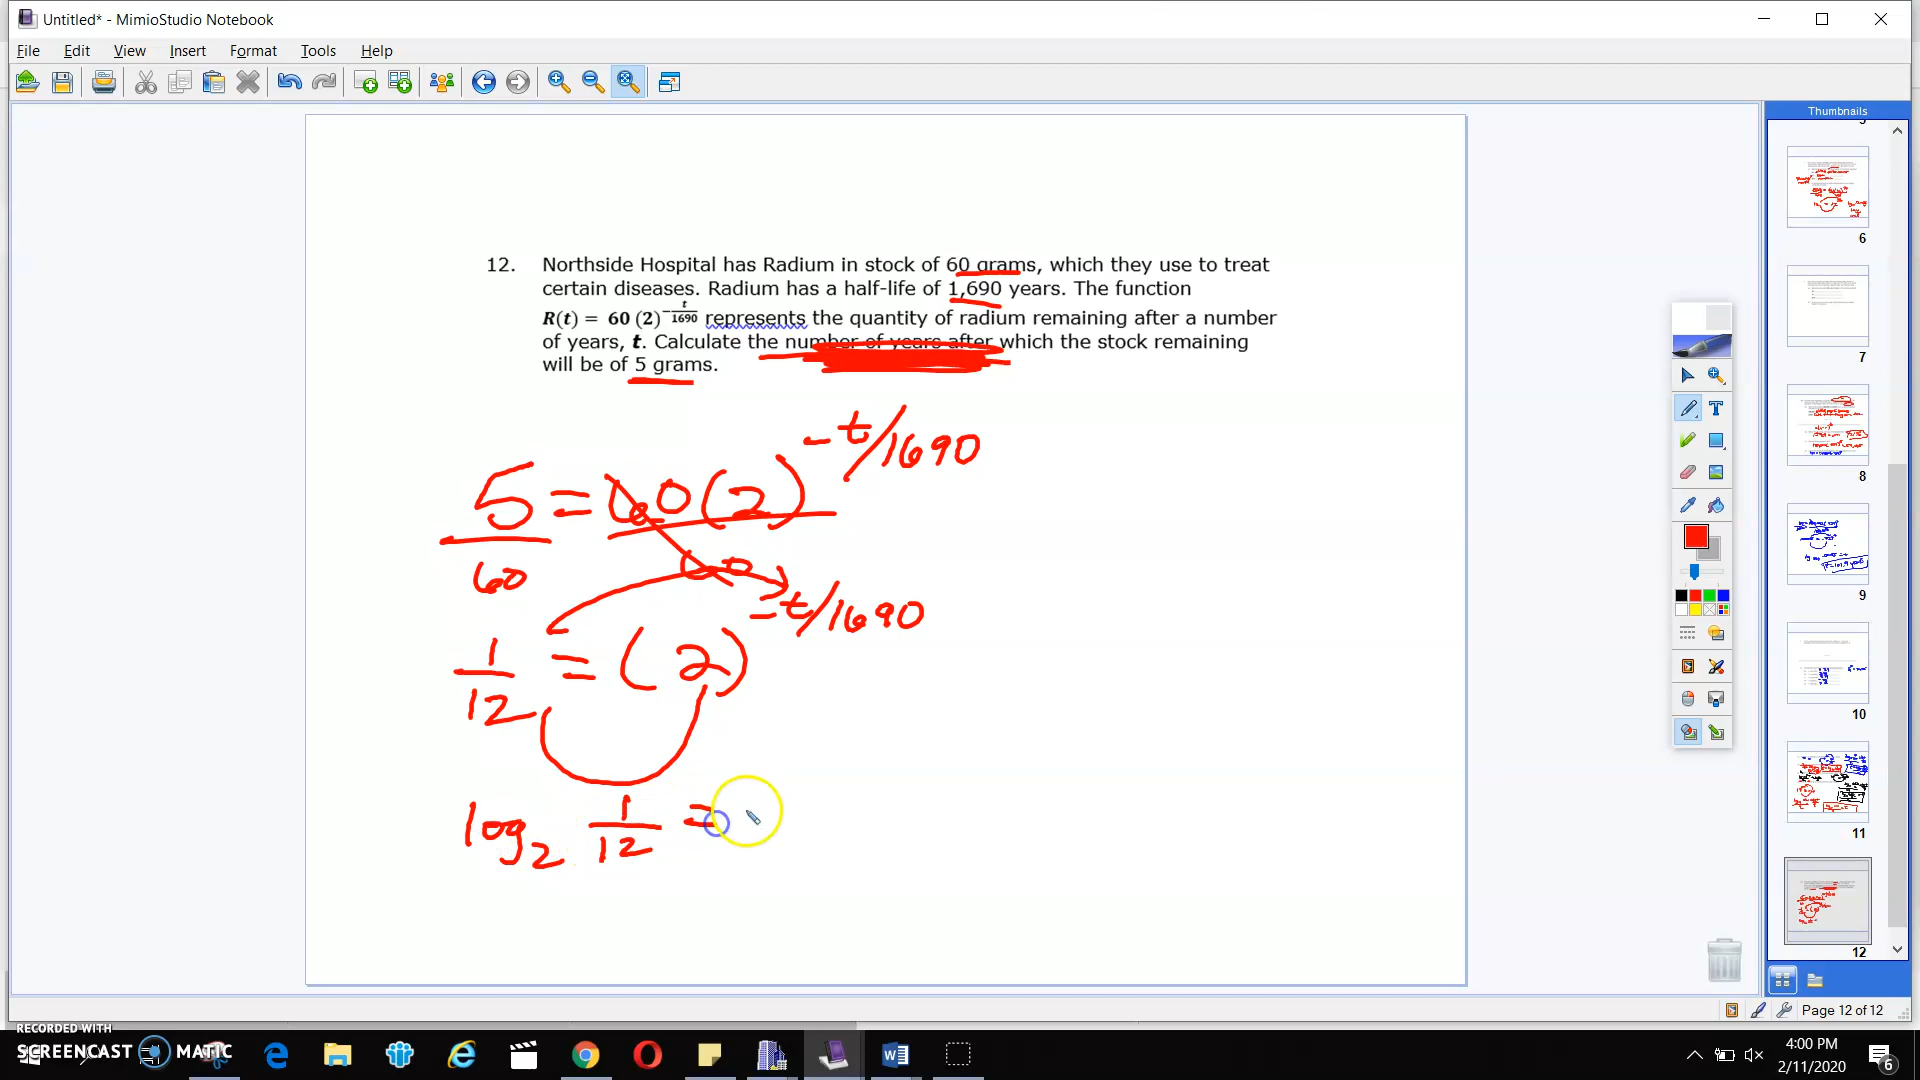 Untitled* - MimioStudio Notebook
File Edit View Insert Format Tools Help
Thumbnails
12. Northside Hospital has Radium in stock of 60 grams, which they use to treat
certain diseases. Radium has a half-life of 1,690 years. The function
R(t) = 60 (2)^-t/1690 represents the quantity of radium remaining after a number
of years, t. Calculate the number of years after which the stock remaining
will be of 5 grams.
5/60 = 60(2)^-t/1690 / 60
1/12 = (2)^-t/1690
log₂ 1/12 =
6
7
8
9
10
11
12
Page 12 of 12
RECORDED WITH
SCREENCAST MATIC
4:00 PM
2/11/2020
6